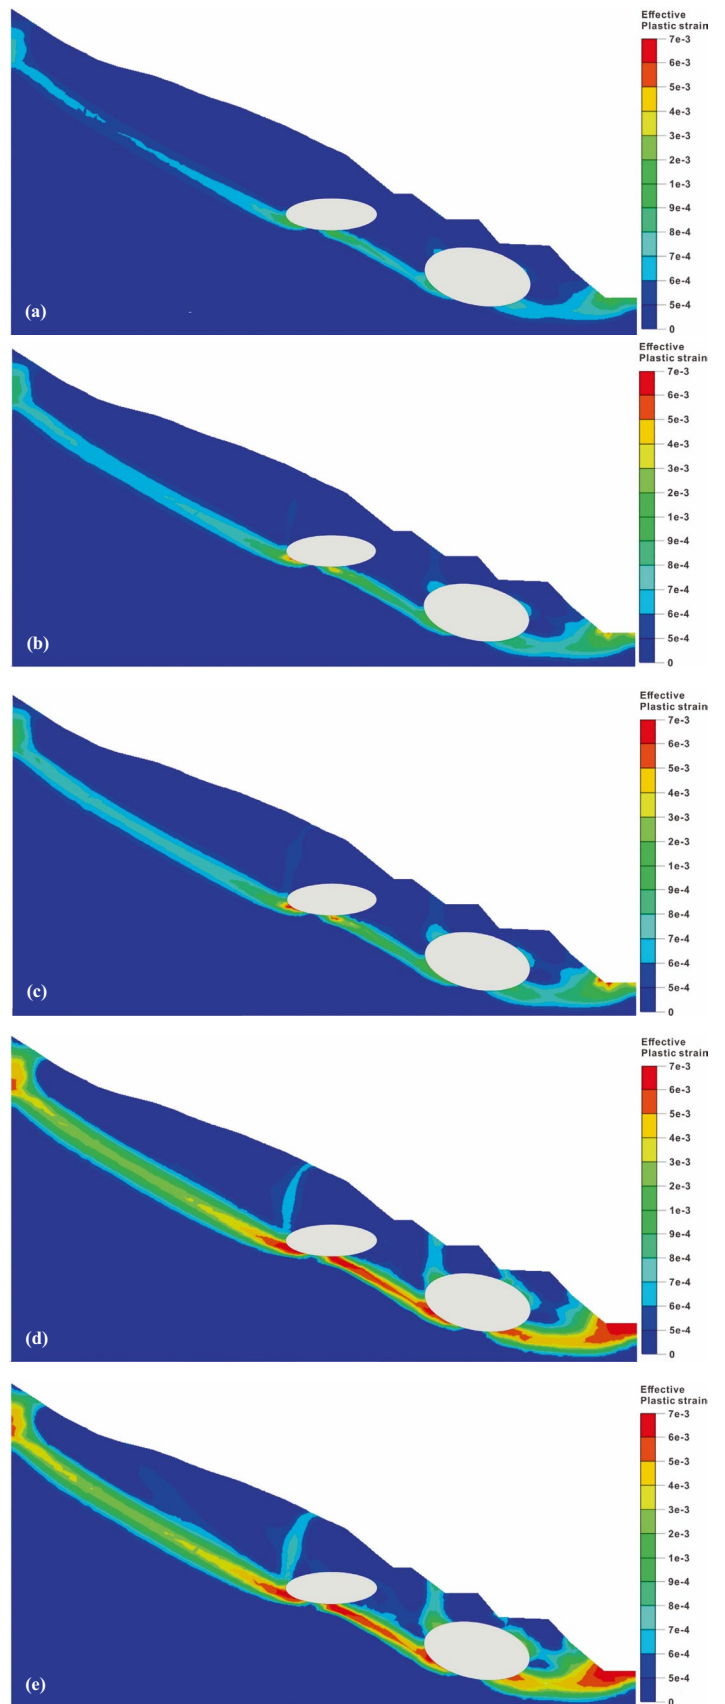 Effective
Plastic strain
7e-3
6e-3
5e-3
4e-3
3e-3
2e-3
1e-3
9e-4
8e-4
7e-4
6e-4
5e-4
0
(a)
Effective
Plastic strain
7e-3
6e-3
5e-3
4e-3
3e-3
2e-3
1e-3
9e-4
8e-4
7e-4
6e-4
5e-4
0
(b)
Effective
Plastic strain
7e-3
6e-3
5e-3
4e-3
3e-3
2e-3
1e-3
9e-4
8e-4
7e-4
6e-4
5e-4
0
(c)
Effective
Plastic strain
7e-3
6e-3
5e-3
4e-3
3e-3
2e-3
1e-3
9e-4
8e-4
7e-4
6e-4
5e-4
0
(d)
Effective
Plastic strain
7e-3
6e-3
5e-3
4e-3
3e-3
2e-3
1e-3
9e-4
8e-4
7e-4
6e-4
5e-4
0
(e)